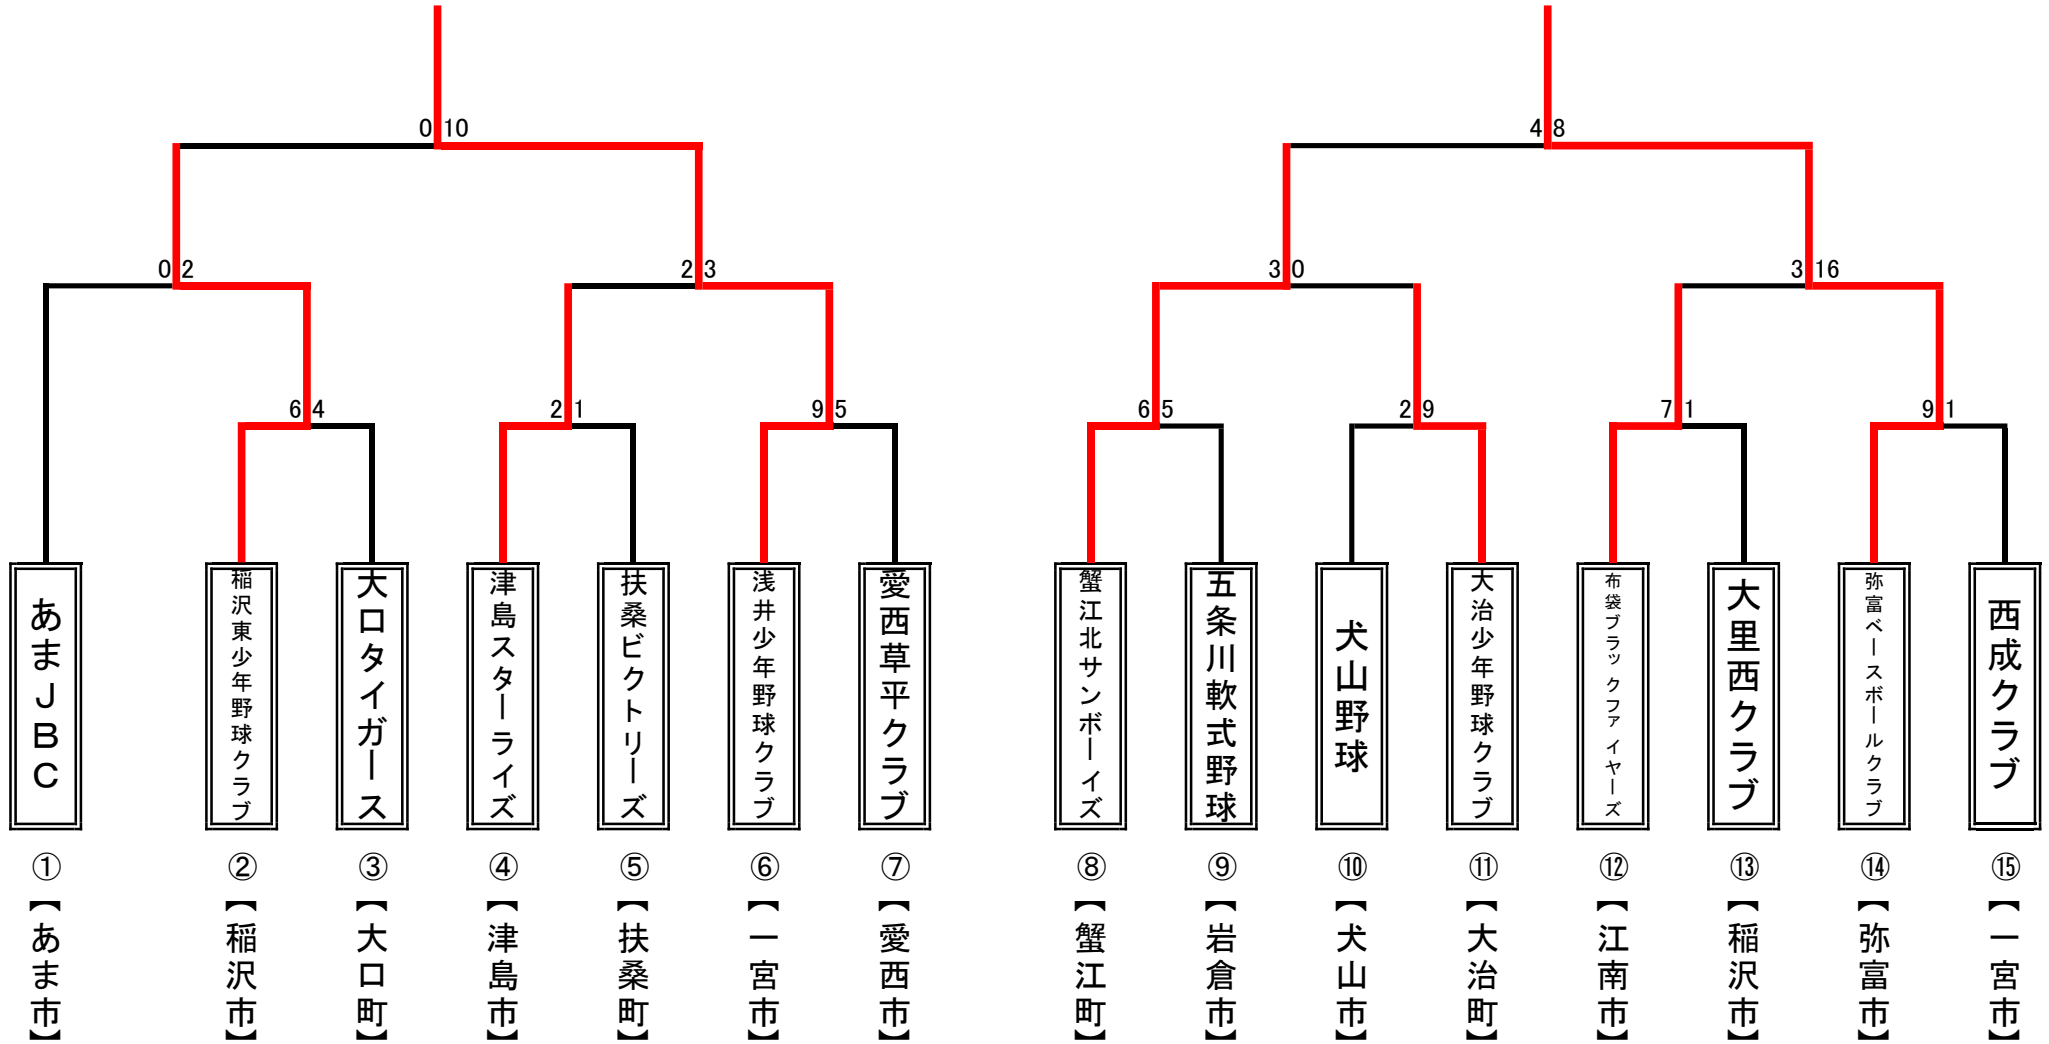 0 10
4 8
0 2
2 3
3 0
3 16
6 4
2 1
9 5
6 5
2 9
7 1
9 1
あまJBC
稲沢東少年野球クラブ
大口タイガース
津島スターライズ
扶桑ビクトリーズ
浅井少年野球クラブ
愛西草平クラブ
蟹江北サンボーイズ
五条川軟式野球
犬山野球
大治少年野球クラブ
布袋ブラックファイヤーズ
大里西クラブ
弥富ベースボールクラブ
西成クラブ
① ② ③ ④ ⑤ ⑥ ⑦ ⑧ ⑨ ⑩ ⑪ ⑫ ⑬ ⑭ ⑮
【あま市】
【稲沢市】
【大口町】
【津島市】
【扶桑町】
【一宮市】
【愛西市】
【蟹江町】
【岩倉市】
【犬山市】
【大治町】
【江南市】
【稲沢市】
【弥富市】
【一宮市】